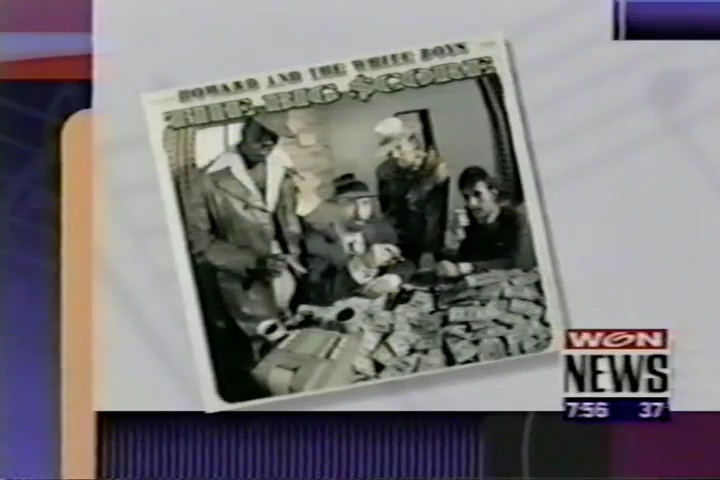 HOWARD AND THE WHITE BOYS
THE BIG $CORE
WGN
NEWS
7:56 37